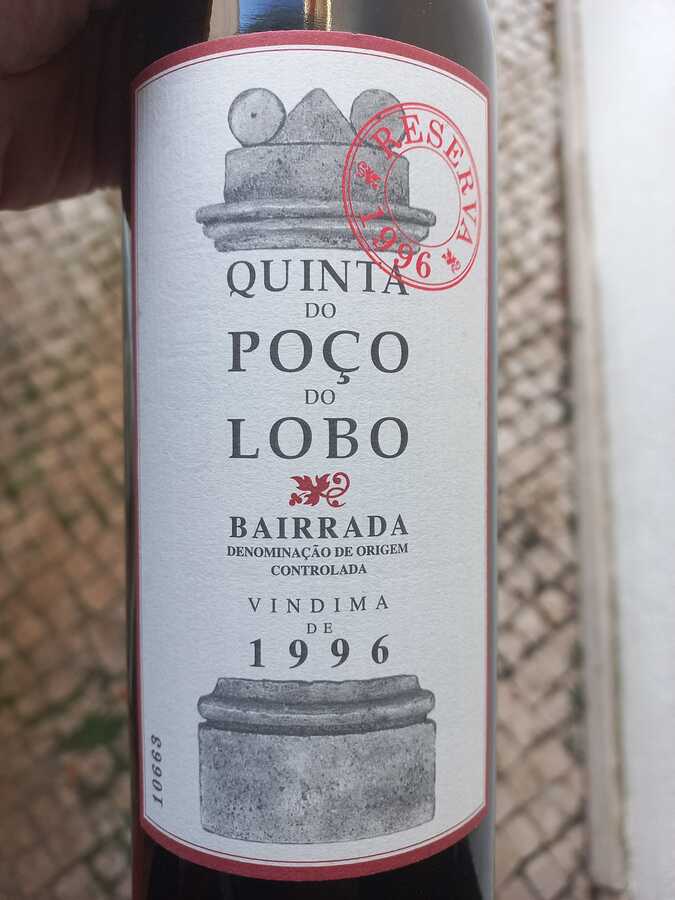 RESERVA
1996
QUINTA
DO
POÇO
DO
LOBO
BAIRRADA
DENOMINAÇÃO DE ORIGEM
CONTROLADA
VINDIMA
DE
1996
10663